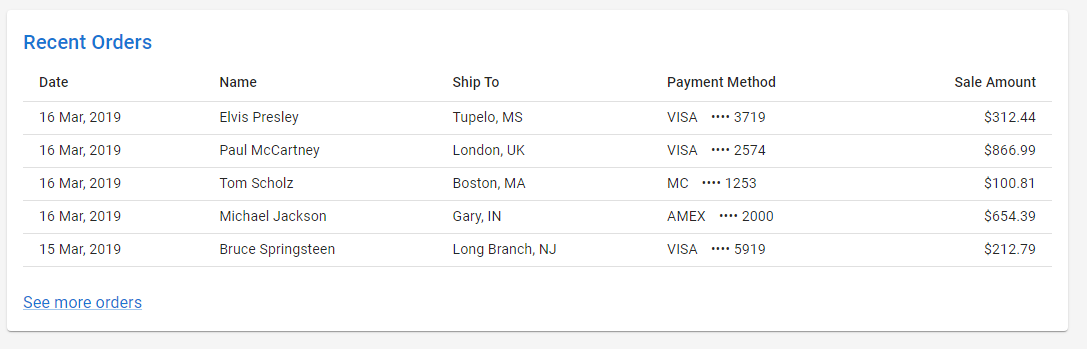 Recent Orders
Date Name Ship To Payment Method Sale Amount
16 Mar, 2019 Elvis Presley Tupelo, MS VISA •••• 3719 $312.44
16 Mar, 2019 Paul McCartney London, UK VISA •••• 2574 $866.99
16 Mar, 2019 Tom Scholz Boston, MA MC •••• 1253 $100.81
16 Mar, 2019 Michael Jackson Gary, IN AMEX •••• 2000 $654.39
15 Mar, 2019 Bruce Springsteen Long Branch, NJ VISA •••• 5919 $212.79
See more orders